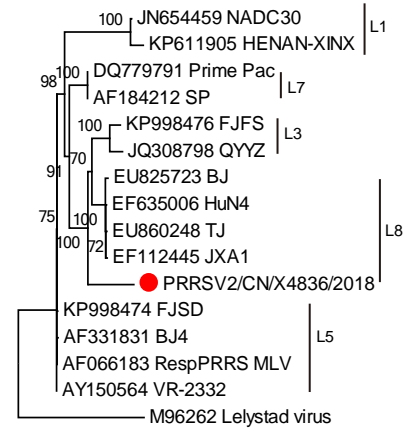 100
JN654459 NADC30
KP611905 HENAN-XINX
L1
98
100
DQ779791 Prime Pac
AF184212 SP
L7
100
KP998476 FJFS
JQ308798 QYYZ
L3
70
91
EU825723 BJ
EF635006 HuN4
EU860248 TJ
EF112445 JXA1
L8
100
75
100
72
PRRSV2/CN/X4836/2018
KP998474 FJSD
AF331831 BJ4
AF066183 RespPRRS MLV
AY150564 VR-2332
L5
M96262 Lelystad virus